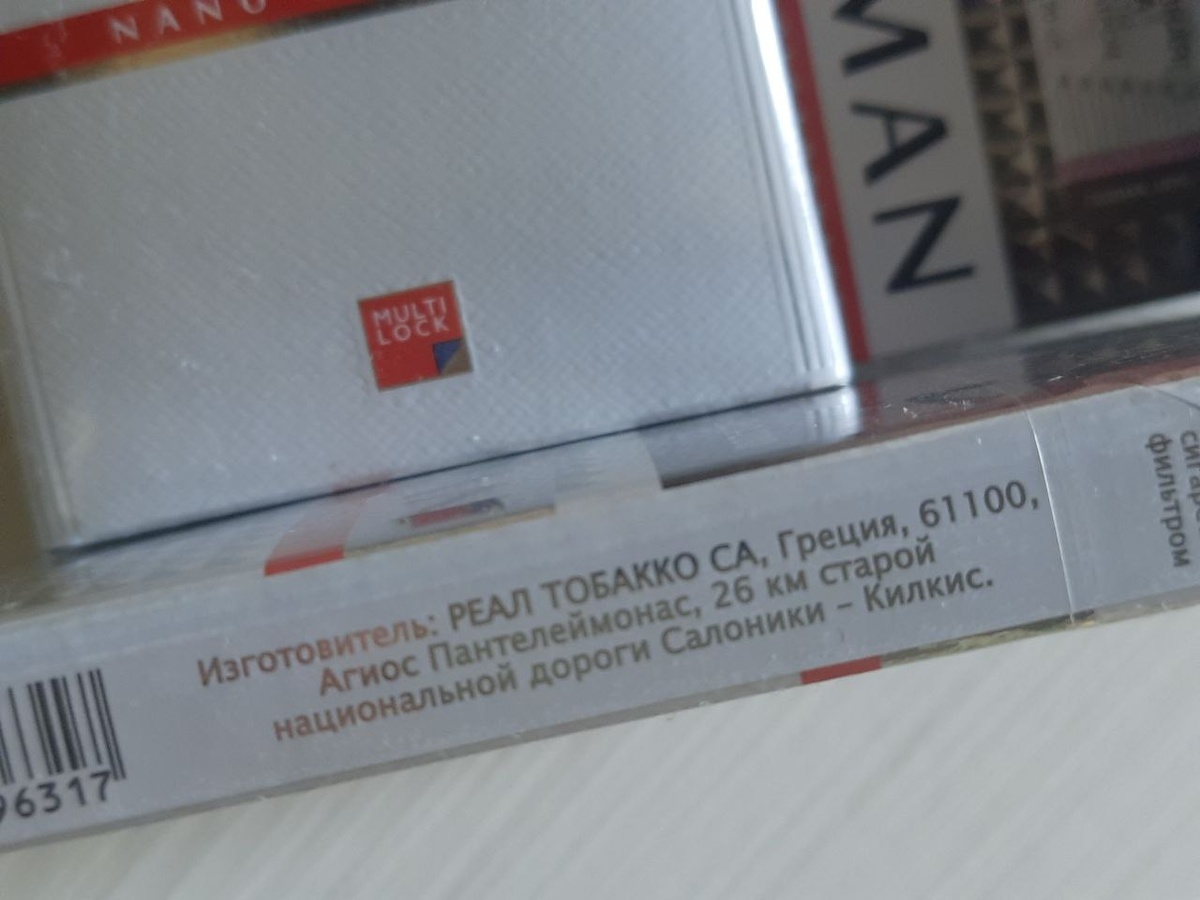 NANO
MAN
MULTI
LOCK
Изготовитель: РЕАЛ ТОБАККО СА, Греция, 61100,
Агиос Пантелеймонас, 26 км старой
национальной дороги Салоники – Килкис.
фильтром
96317